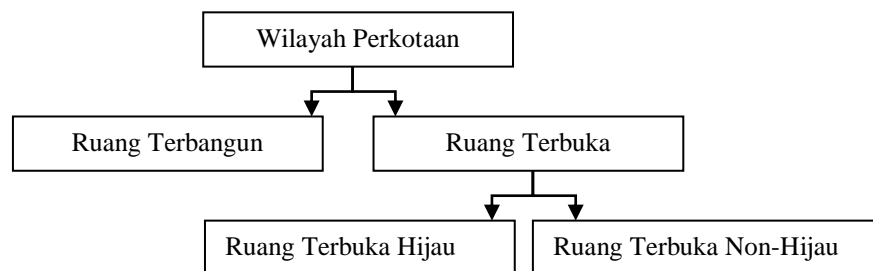 Wilayah Perkotaan
Ruang Terbangun
Ruang Terbuka
Ruang Terbuka Hijau
Ruang Terbuka Non-Hijau